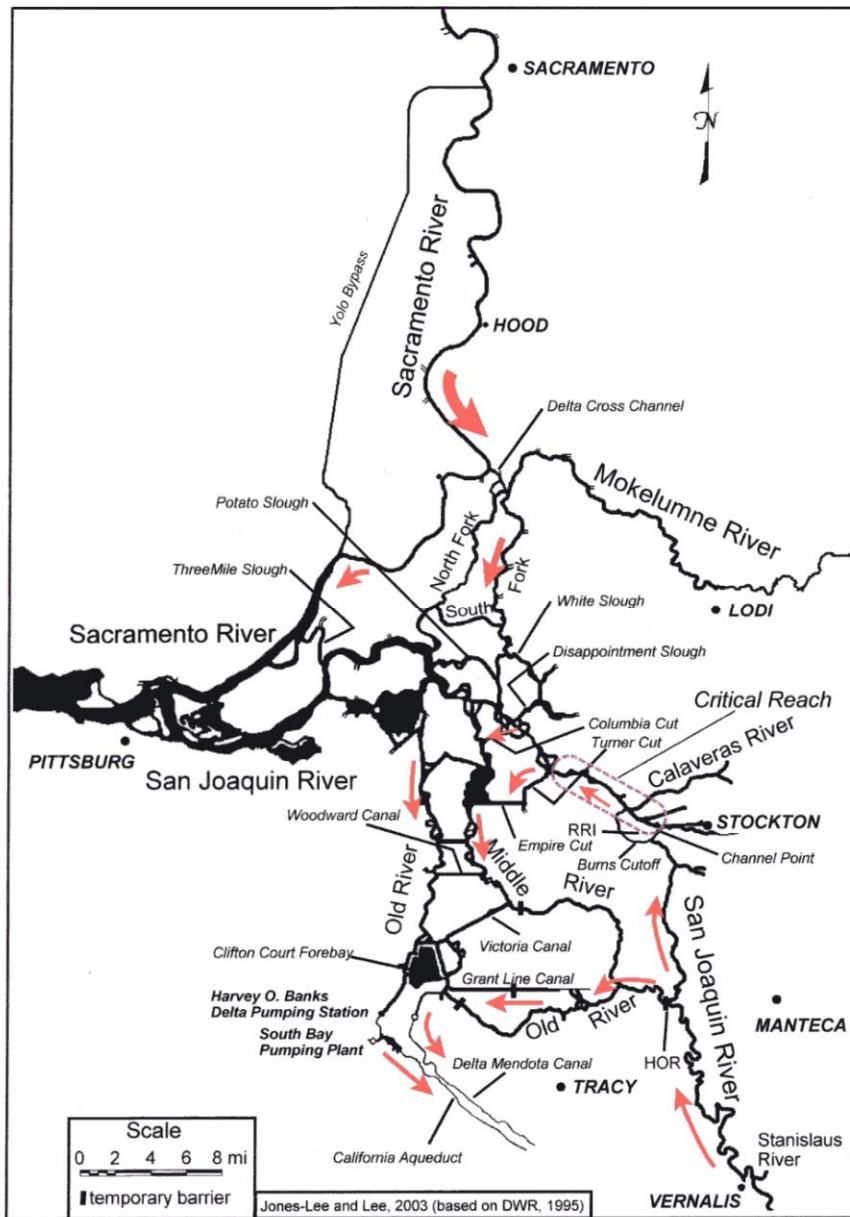 SACRAMENTO
N
Sacramento River
Yolo Bypass
HOOD
Delta Cross Channel
Mokelumne River
Potato Slough
North Fork
South Fork
ThreeMile Slough
White Slough
LODI
Sacramento River
Disappointment Slough
Critical Reach
Columbia Cut
Turner Cut
Calaveras River
PITTSBURG
San Joaquin River
STOCKTON
Woodward Canal
RRI
Empire Cut
Channel Point
Burns Cutoff
Middle River
Old River
San Joaquin River
Victoria Canal
Clifton Court Forebay
Grant Line Canal
Harvey O. Banks
Delta Pumping Station
Old River
MANTECA
South Bay
Pumping Plant
HOR
Delta Mendota Canal
TRACY
California Aqueduct
Stanislaus
River
VERNALIS
Scale
0 2 4 6 8 mi
temporary barrier
Jones-Lee and Lee, 2003 (based on DWR, 1995)